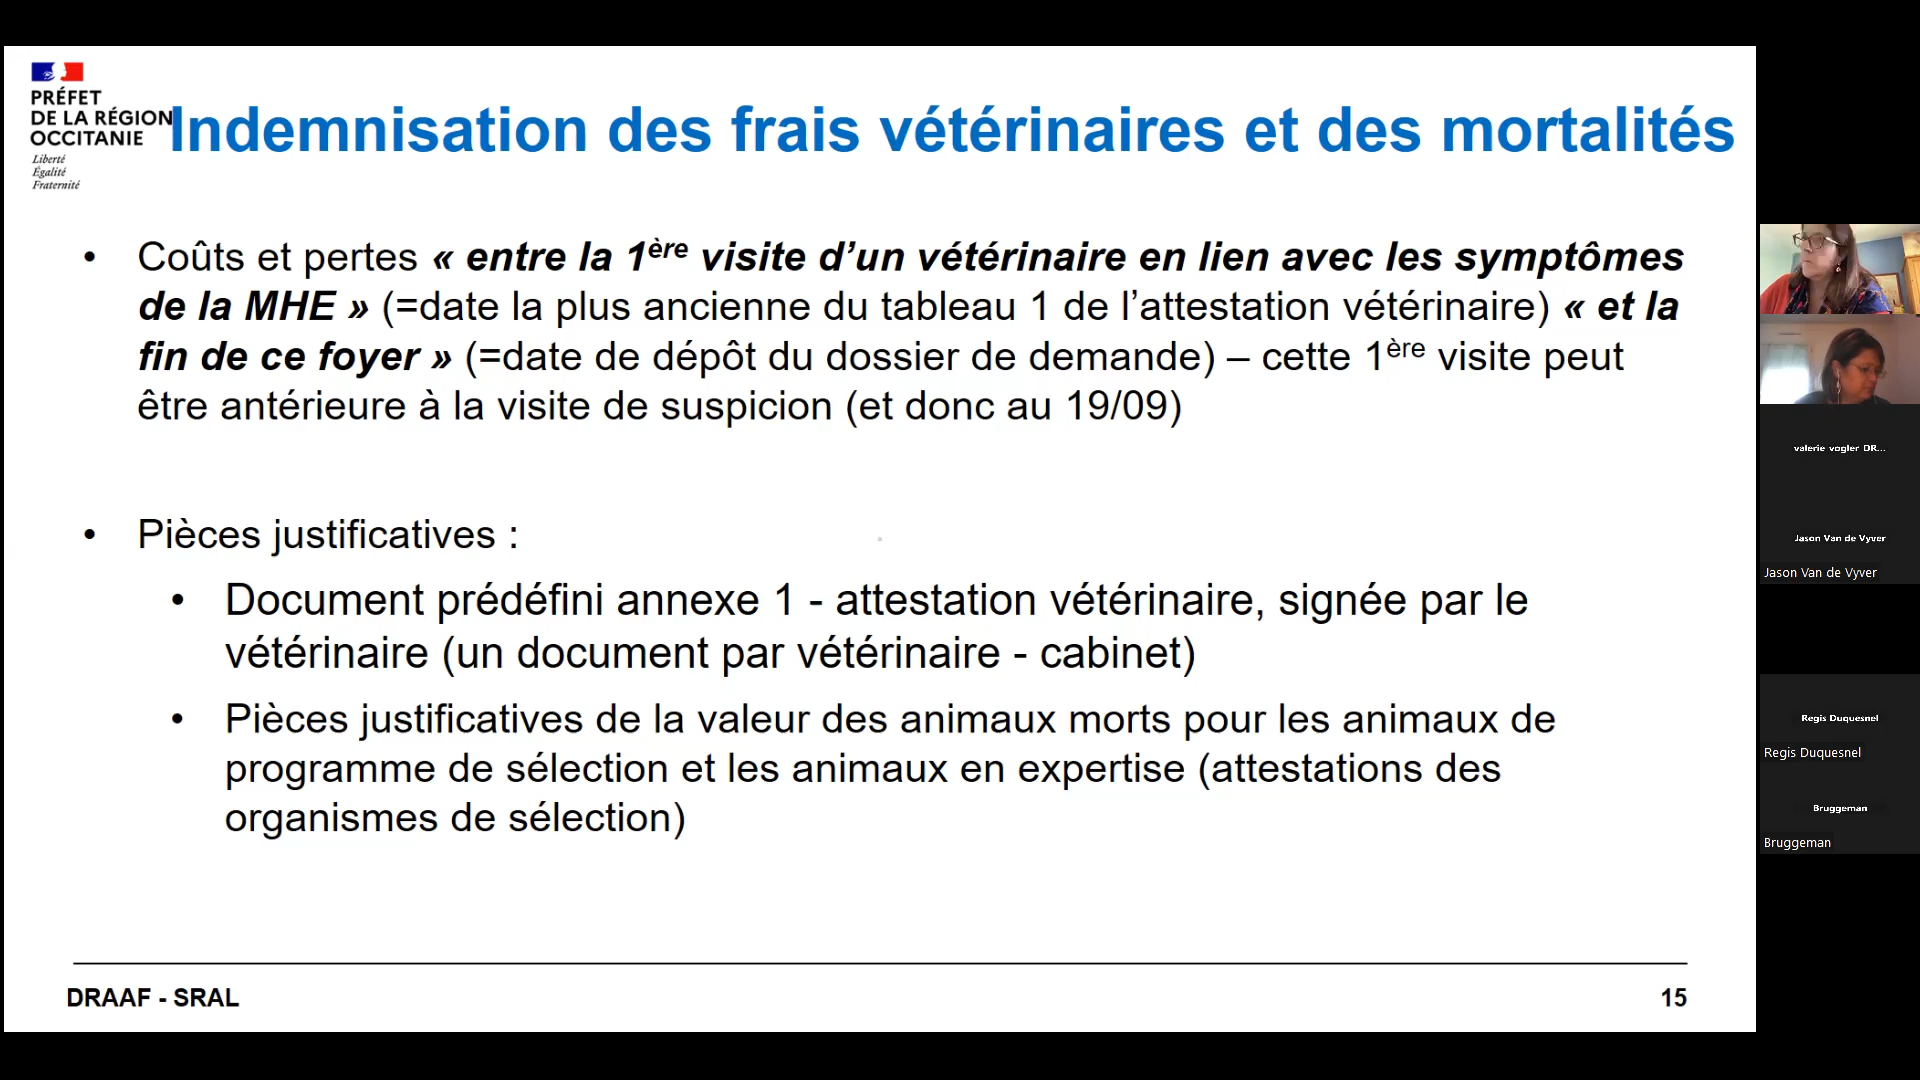 PRÉFET
DE LA RÉGION
OCCITANIE
Liberté
Égalité
Fraternité
Indemnisation des frais vétérinaires et des mortalités
• Coûts et pertes « entre la 1ère visite d’un vétérinaire en lien avec les symptômes
de la MHE » (=date la plus ancienne du tableau 1 de l’attestation vétérinaire) « et la
fin de ce foyer » (=date de dépôt du dossier de demande) – cette 1ère visite peut
être antérieure à la visite de suspicion (et donc au 19/09)
• Pièces justificatives :
• Document prédéfini annexe 1 - attestation vétérinaire, signée par le
vétérinaire (un document par vétérinaire - cabinet)
• Pièces justificatives de la valeur des animaux morts pour les animaux de
programme de sélection et les animaux en expertise (attestations des
organismes de sélection)
DRAAF - SRAL
15
valerie vogler DR...
Jason Van de Vyver
Jason Van de Vyver
Regis Duquesnel
Regis Duquesnel
Bruggeman
Bruggeman